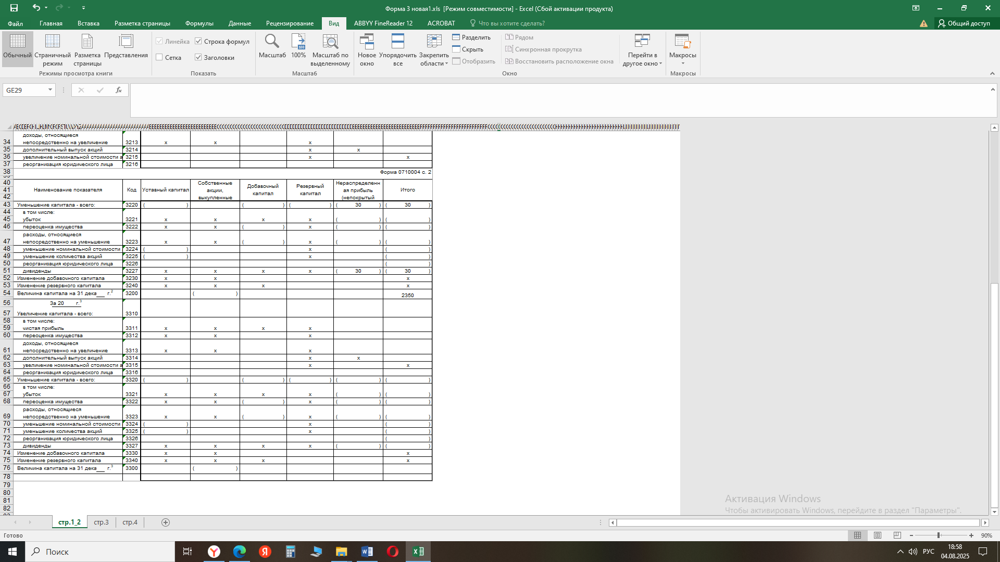 Форма 3 новая1.xls [Режим совместимости] - Excel (Сбой активации продукта)
Файл Главная Вставка Разметка страницы Формулы Данные Рецензирование Вид ABBYY FineReader 12 ACROBAT Что вы хотите сделать? Общий доступ
Обычный Страничный режим Разметка страницы Представления
Режимы просмотра книги
Линейка Строка формул
Сетка Заголовки
Показать
Масштаб 100% Масштаб по выделенному
Масштаб
Новое окно Упорядочить все Закрепить области
Разделить
Скрыть
Отобразить
Рядом
Синхронная прокрутка
Восстановить расположение окна
Перейти в другое окно
Окно
Макросы
Макросы
GE29 fx
доходы, относящиеся
34 непосредственно на увеличение 3213 x x x
35 дополнительный выпуск акций 3214 x x
36 увеличение номинальной стоимости а 3215 x x
37 реорганизация юридического лица 3216
38 Форма 0710004 с. 2
40
41
42
Наименование показателя Код Уставный капитал Собственные акции, выкупленные Добавочный капитал Резервный капитал Нераспределенн ая прибыль (непокрытый Итого
43 Уменьшение капитала - всего: 3220 ( ) ( ) ( ) ( 30 ) ( 30 )
44 в том числе:
45 убыток 3221 x x x x ( ) ( )
46 переоценка имущества 3222 x x ( ) x ( ) ( )
расходы, относящиеся
47 непосредственно на уменьшение 3223 x x ( ) x ( ) ( )
48 уменьшение номинальной стоимости 3224 ( ) x ( )
49 уменьшение количества акций 3225 ( ) x ( )
50 реорганизация юридического лица 3226 ( )
51 дивиденды 3227 x x x x ( 30 ) ( 30 )
52 Изменение добавочного капитала 3230 x x x
53 Изменение резервного капитала 3240 x x x x
54 Величина капитала на 31 дека г.2 3200 ( ) 2350
56 За 20 г.3
57 Увеличение капитала - всего: 3310
58 в том числе:
59 чистая прибыль 3311 x x x x
60 переоценка имущества 3312 x x x
доходы, относящиеся
61 непосредственно на увеличение 3313 x x x
62 дополнительный выпуск акций 3314 x x
63 увеличение номинальной стоимости а 3315 x x
64 реорганизация юридического лица 3316
65 Уменьшение капитала - всего: 3320 ( ) ( ) ( ) ( ) ( )
66 в том числе:
67 убыток 3321 x x x x ( ) ( )
68 переоценка имущества 3322 x x ( ) x ( ) ( )
расходы, относящиеся
69 непосредственно на уменьшение 3323 x x ( ) x ( ) ( )
70 уменьшение номинальной стоимости 3324 ( ) x ( )
71 уменьшение количества акций 3325 ( ) x ( )
72 реорганизация юридического лица 3326 ( )
73 дивиденды 3327 x x x x ( ) ( )
74 Изменение добавочного капитала 3330 x x x
75 Изменение резервного капитала 3340 x x x x
76 Величина капитала на 31 дека г.3 3300 ( )
78
79
80
81
82
Активация Windows
Чтобы активировать Windows, перейдите в раздел "Параметры".
стр.1_2 стр.3 стр.4
Готово 90%
Поиск РУС 18:58
04.08.2025